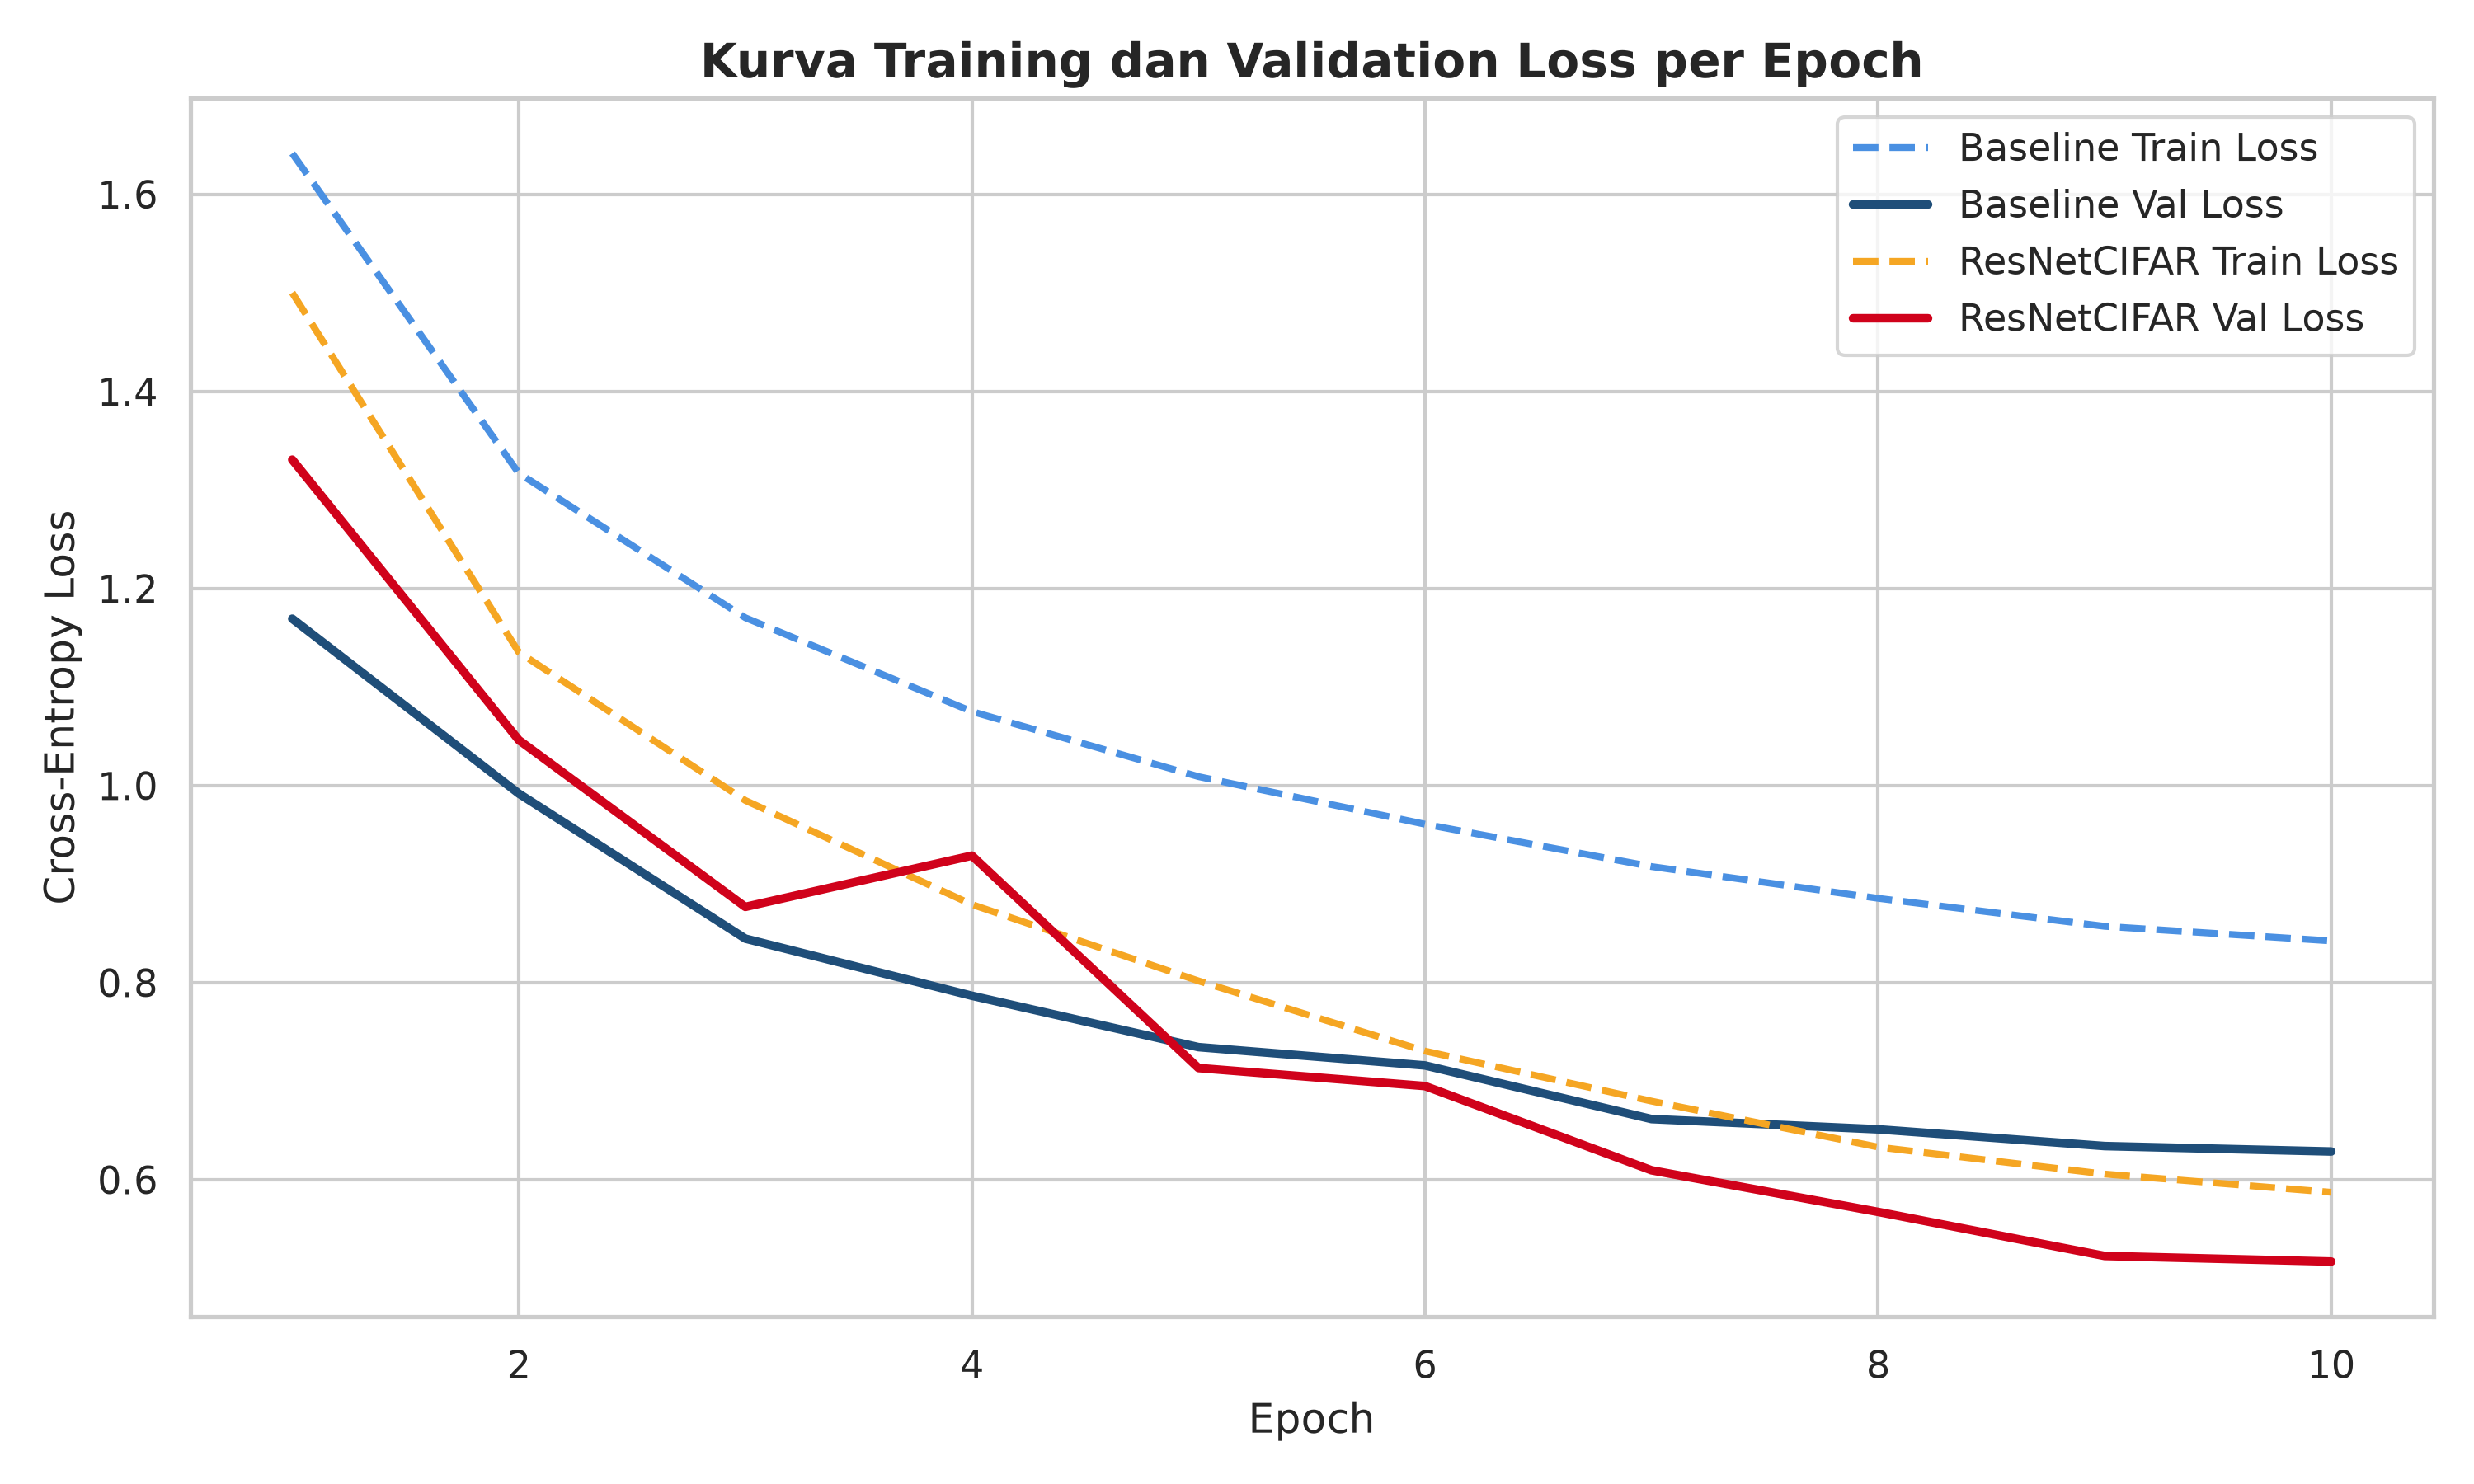 Kurva Training dan Validation Loss per Epoch
Baseline Train Loss
Baseline Val Loss
ResNetCIFAR Train Loss
ResNetCIFAR Val Loss
Cross-Entropy Loss
1.6
1.4
1.2
1.0
0.8
0.6
2 4 6 8 10
Epoch